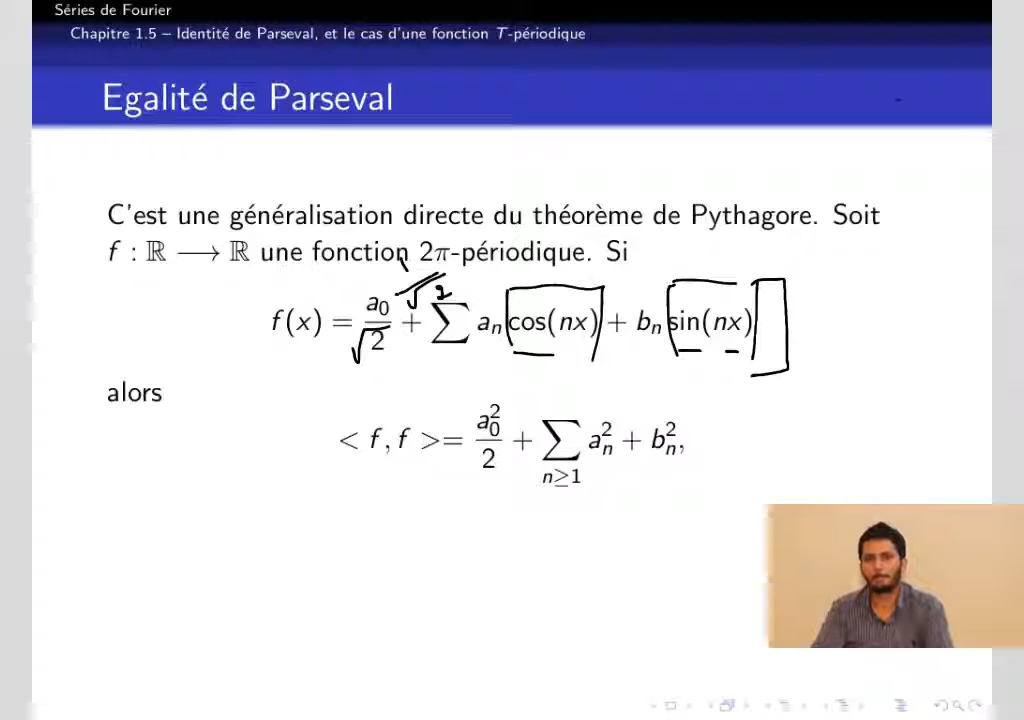 Séries de Fourier
Chapitre 1.5 – Identité de Parseval, et le cas d'une fonction T-périodique
Egalité de Parseval
C'est une généralisation directe du théorème de Pythagore. Soit
f : ℝ ⟶ ℝ une fonction 2π-périodique. Si
f(x) = a₀/√2 + ∑ aₙ cos(nx) + bₙ sin(nx)
√2
alors
< f, f >= a₀²/2 + ∑ₙ≥₁ aₙ² + bₙ²,